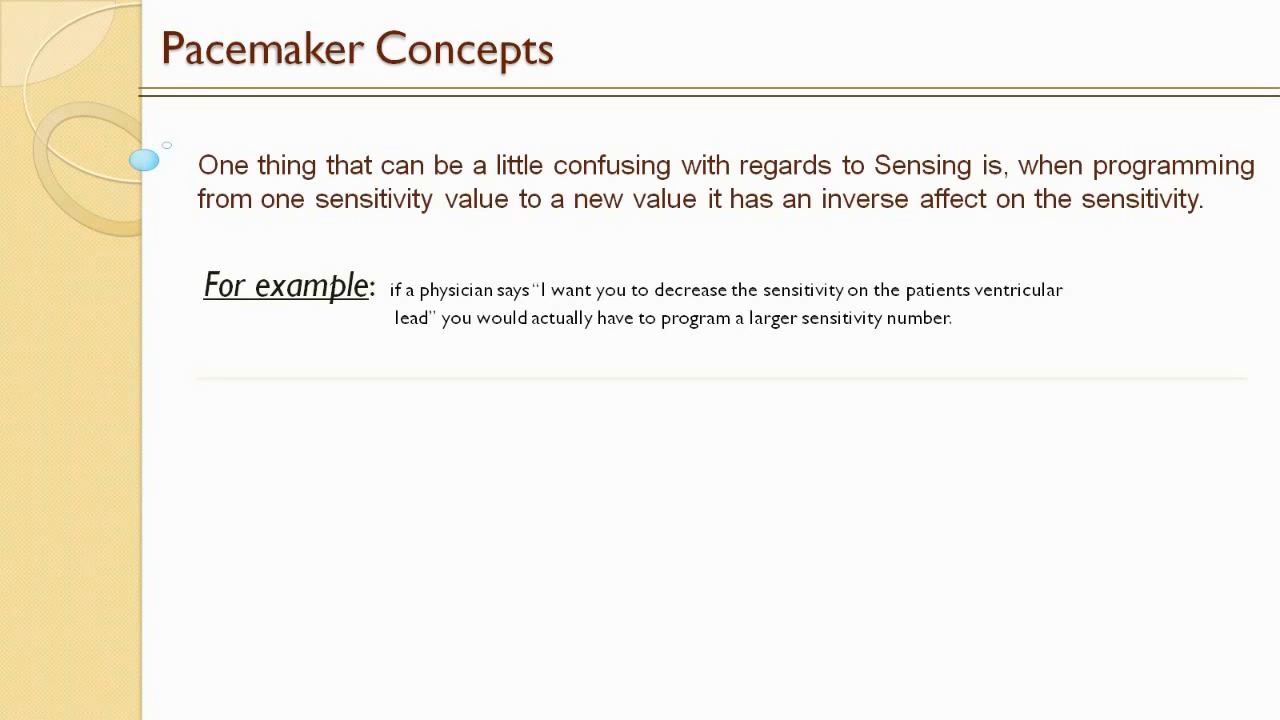 Pacemaker Concepts
One thing that can be a little confusing with regards to Sensing is, when programming
from one sensitivity value to a new value it has an inverse affect on the sensitivity.
For example: if a physician says “I want you to decrease the sensitivity on the patients ventricular
lead” you would actually have to program a larger sensitivity number.